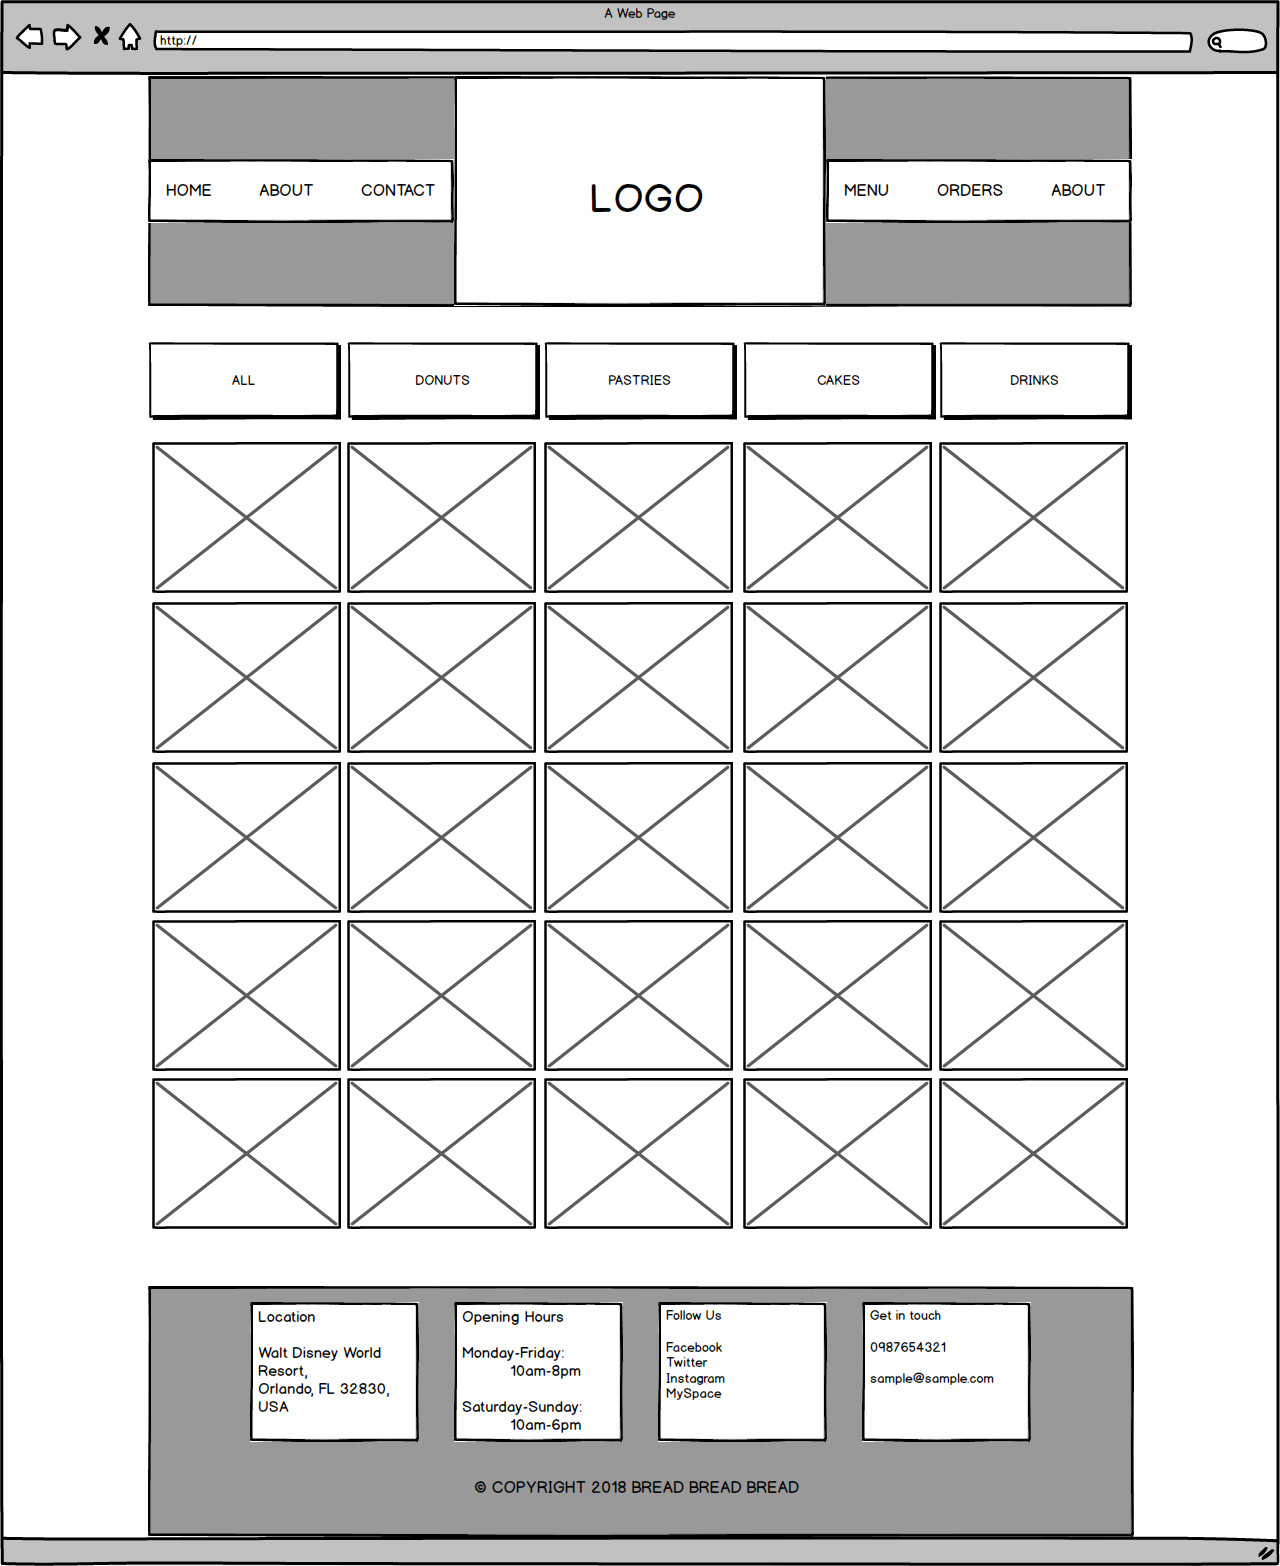 A Web Page
http://
HOME ABOUT CONTACT
LOGO
MENU ORDERS ABOUT
ALL
DONUTS
PASTRIES
CAKES
DRINKS
Location
Walt Disney World
Resort,
Orlando, FL 32830,
USA
Opening Hours
Monday-Friday:
10am-8pm
Saturday-Sunday:
10am-6pm
Follow Us
Facebook
Twitter
Instagram
MySpace
Get in touch
0987654321
sample@sample.com
© COPYRIGHT 2018 BREAD BREAD BREAD